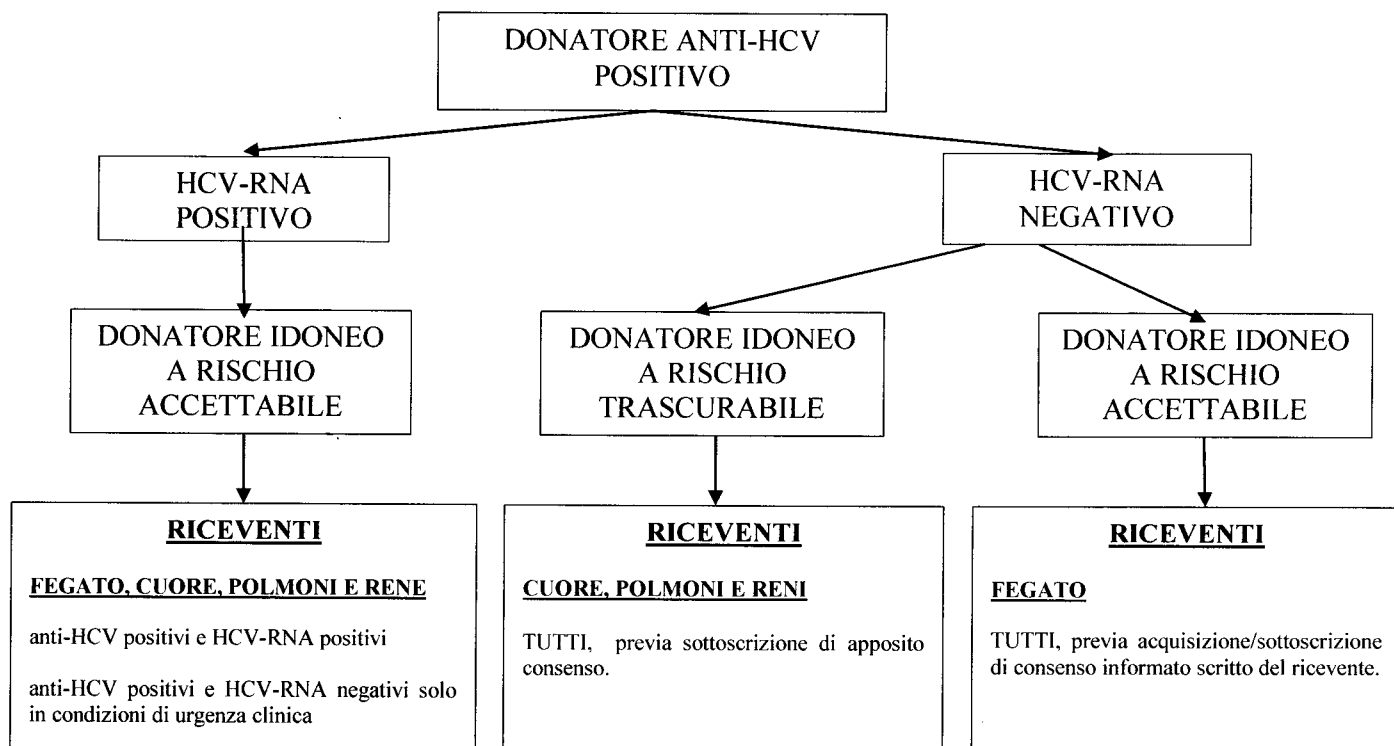 DONATORE ANTI-HCV
POSITIVO
HCV-RNA
POSITIVO
HCV-RNA
NEGATIVO
DONATORE IDONEO
A RISCHIO
ACCETTABILE
DONATORE IDONEO
A RISCHIO
TRASCURABILE
DONATORE IDONEO
A RISCHIO
ACCETTABILE
RICEVENTI
FEGATO, CUORE, POLMONI E RENE
anti-HCV positivi e HCV-RNA positivi
anti-HCV positivi e HCV-RNA negativi solo
in condizioni di urgenza clinica
RICEVENTI
CUORE, POLMONI E RENI
TUTTI, previa sottoscrizione di apposito
consenso.
RICEVENTI
FEGATO
TUTTI, previa acquisizione/sottoscrizione
di consenso informato scritto del ricevente.